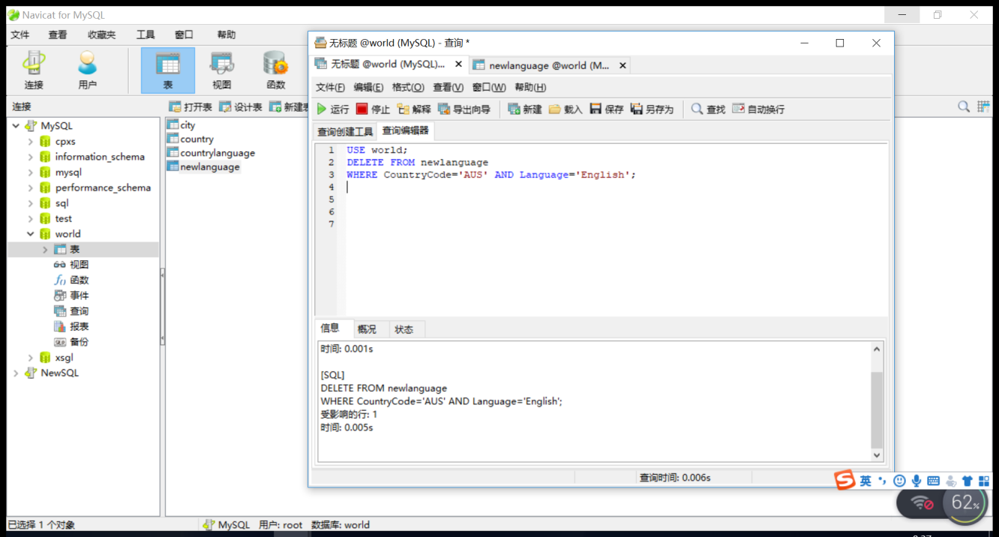 Navicat for MySQL
文件 查看 收藏夹 工具 窗口 帮助
连接 用户 表 视图 函数
连接
打开表 设计表 新建表
MySQL
cpxs
information_schema
mysql
performance_schema
sql
test
world
表
视图
函数
事件
查询
报表
备份
xsgl
NewSQL
city
country
countrylanguage
newlanguage
无标题 @world (MySQL) - 查询 *
无标题 @world (MySQL)... newlanguage @world (M...
文件(F) 编辑(E) 格式(O) 查看(V) 窗口(W) 帮助(H)
运行 停止 解释 导出向导 新建 载入 保存 另存为 查找 自动换行
查询创建工具 查询编辑器
1 USE world;
2 DELETE FROM newlanguage
3 WHERE CountryCode='AUS' AND Language='English';
4
5
6
7
信息 概况 状态
时间: 0.001s
[SQL]
DELETE FROM newlanguage
WHERE CountryCode='AUS' AND Language='English';
受影响的行: 1
时间: 0.005s
查询时间: 0.006s
英
62%
已选择 1 个对象 MySQL 用户: root 数据库: world